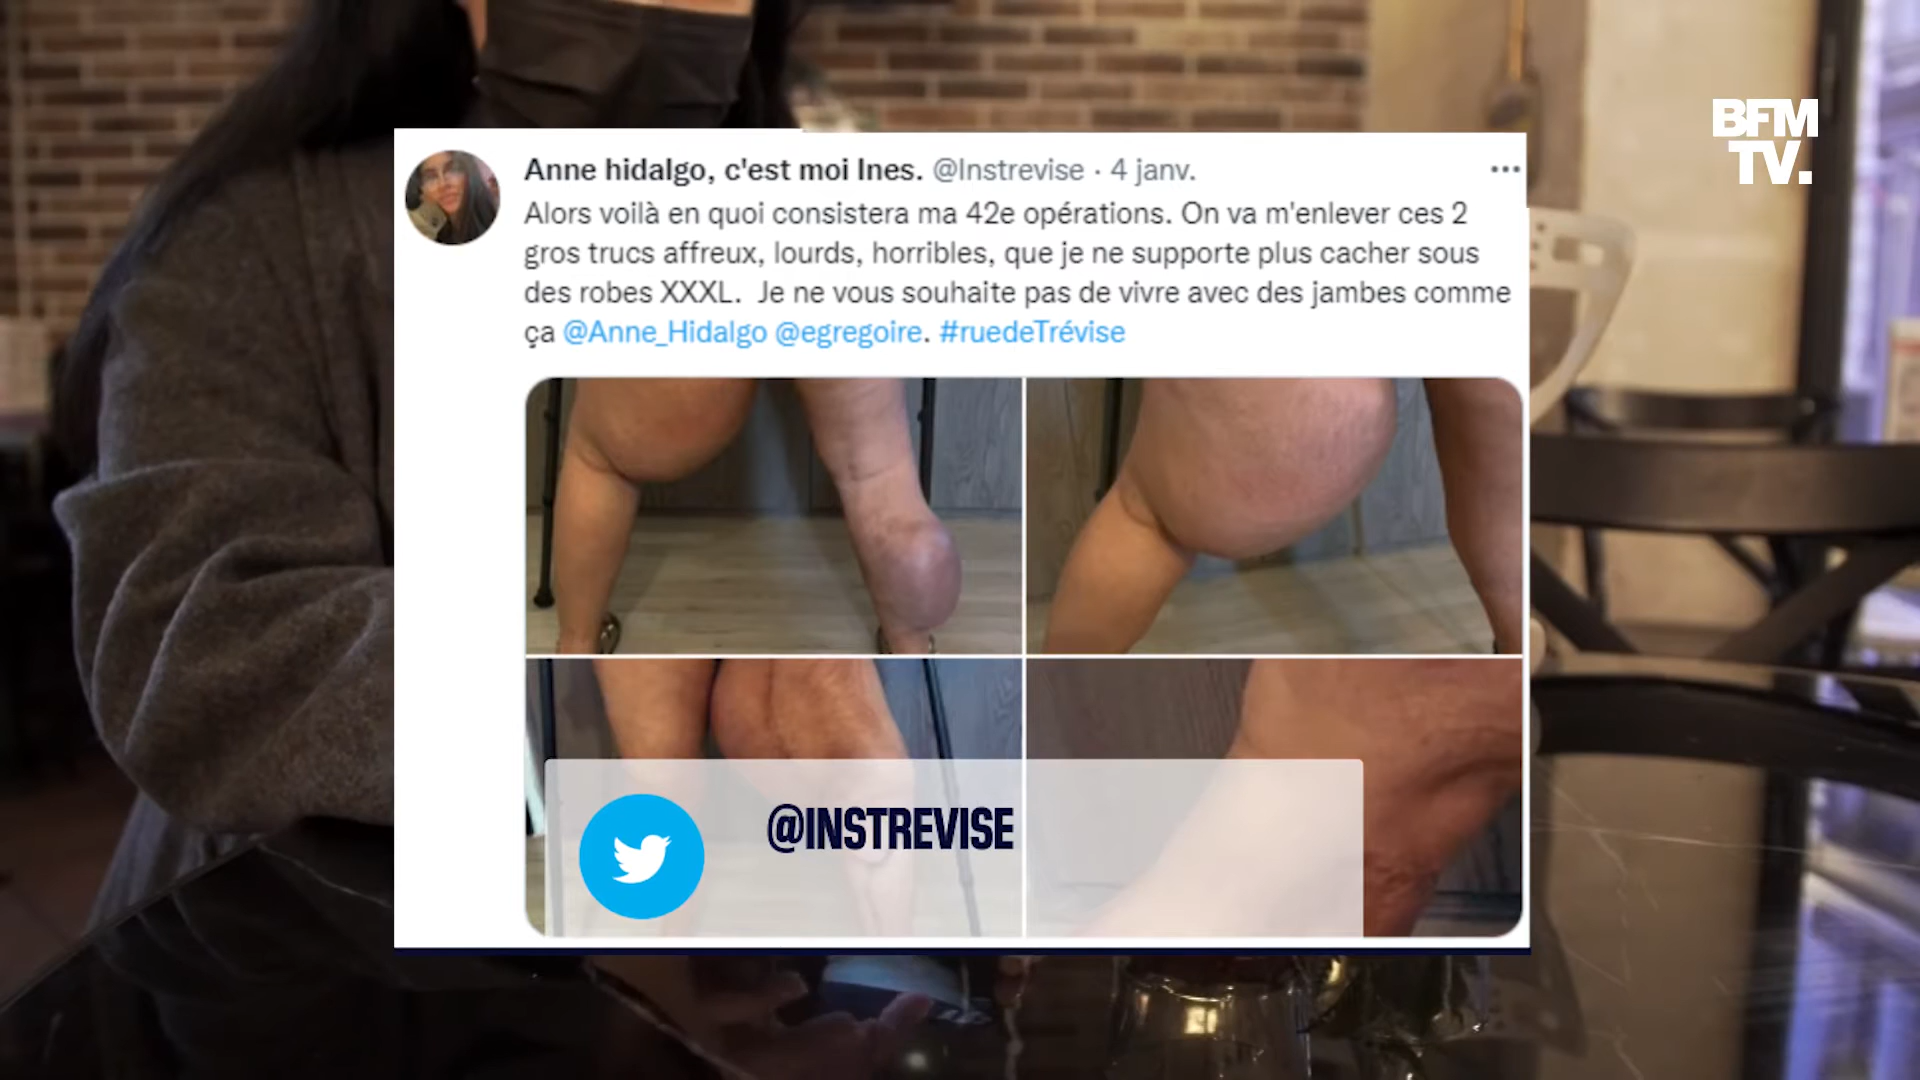 BFM
TV.
Anne hidalgo, c'est moi Ines. @Instrevise · 4 janv.
Alors voilà en quoi consistera ma 42e opérations. On va m'enlever ces 2
gros trucs affreux, lourds, horribles, que je ne supporte plus cacher sous
des robes XXXL. Je ne vous souhaite pas de vivre avec des jambes comme
ça @Anne_Hidalgo @egregoire. #ruedeTrévise
@INSTREVISE